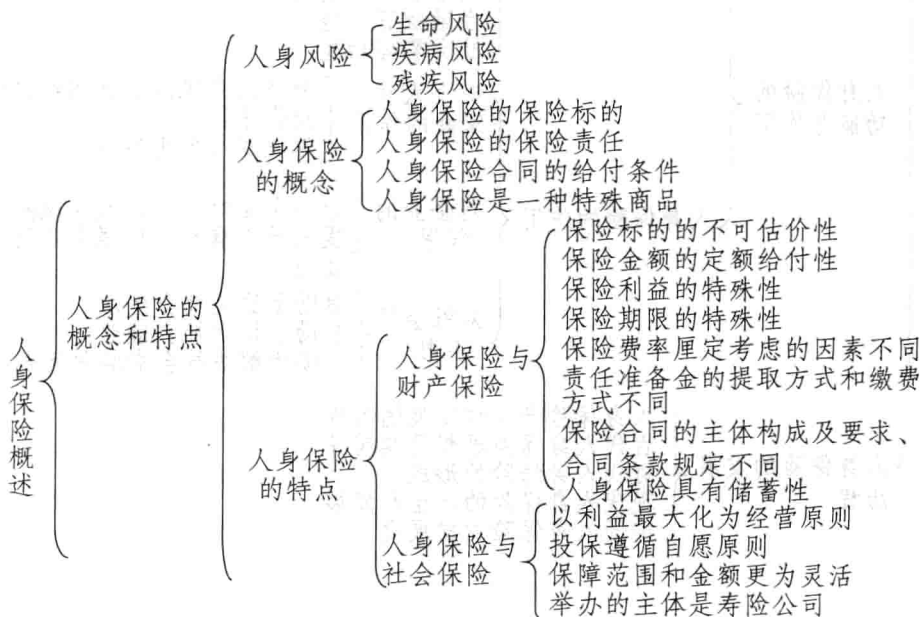 人身保险概述
人身保险的
概念和特点
人身风险
生命风险
疾病风险
残疾风险
人身保险
的概念
人身保险的保险标的
人身保险的保险责任
人身保险合同的给付条件
人身保险是一种特殊商品
人身保险
的特点
人身保险与
财产保险
保险标的的不可估价性
保险金额的定额给付性
保险利益的特殊性
保险期限的特殊性
保险费率厘定考虑的因素不同
责任准备金的提取方式和缴费
方式不同
保险合同的主体构成及要求、
合同条款规定不同
人身保险具有储蓄性
人身保险与
社会保险
以利益最大化为经营原则
投保遵循自愿原则
保障范围和金额更为灵活
举办的主体是寿险公司